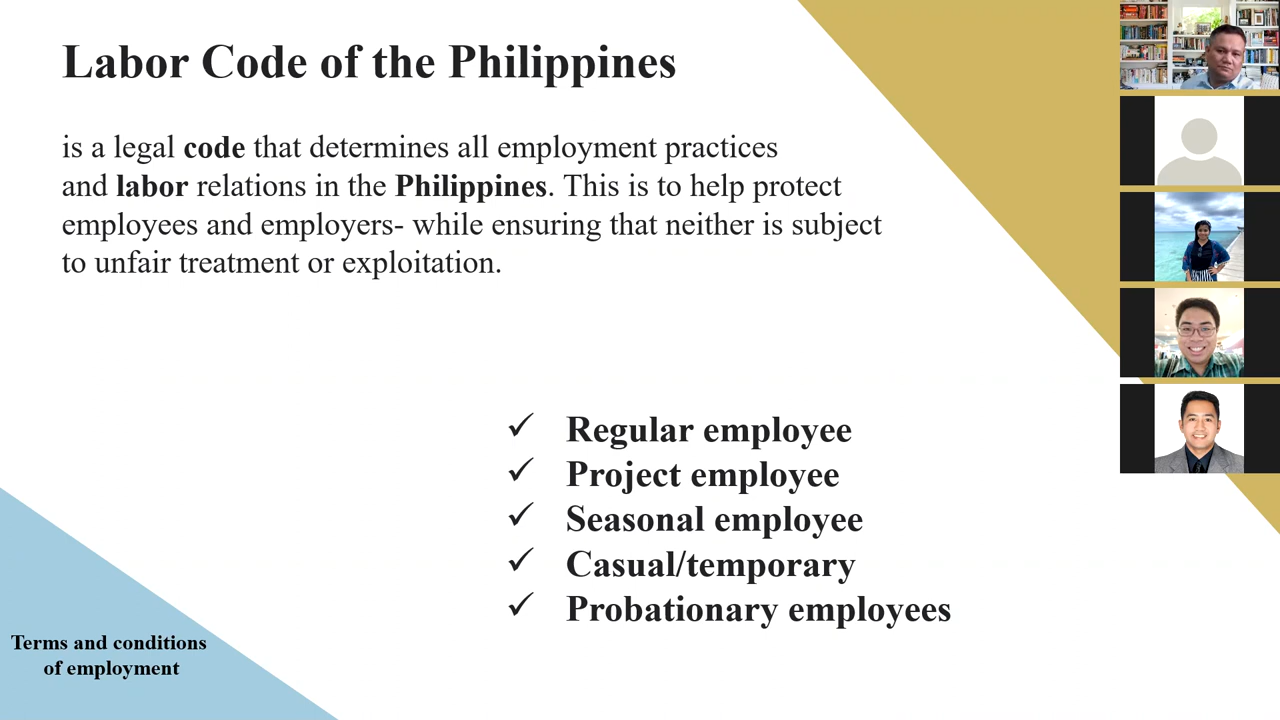 Labor Code of the Philippines
is a legal code that determines all employment practices
and labor relations in the Philippines. This is to help protect
employees and employers- while ensuring that neither is subject
to unfair treatment or exploitation.
✓ Regular employee
✓ Project employee
✓ Seasonal employee
✓ Casual/temporary
✓ Probationary employees
Terms and conditions
of employment